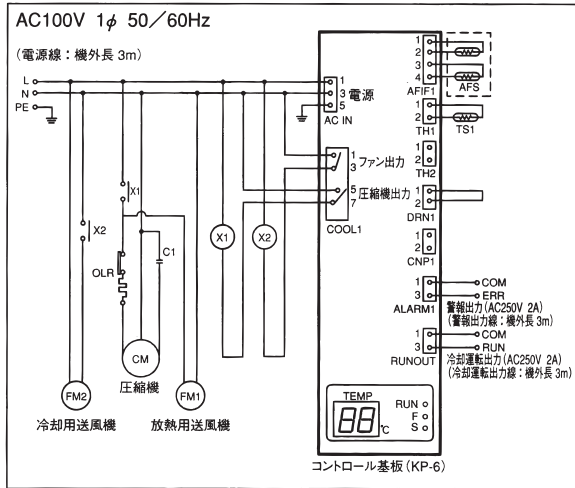 AC100V 1φ 50／60Hz
(電源線：機外長 3m)
L
N
PE
1
3
5
電源
AC IN
1
3
ファン出力
5
7
圧縮機出力
COOL1
1
2
3
4
AFIF1
AFS
1
2
TH1
TS1
1
2
TH2
1
2
DRN1
1
2
CNP1
1
3
ALARM1
COM
ERR
警報出力(AC250V 2A)
(警報出力線：機外長 3m)
1
3
RUNOUT
COM
RUN
冷却運転出力(AC250V 2A)
(冷却運転出力線：機外長 3m)
X1
X2
OLR
C1
X1
X2
CM
圧縮機
FM2
冷却用送風機
FM1
放熱用送風機
TEMP
88
℃
RUN
F
S
コントロール基板(KP-6)